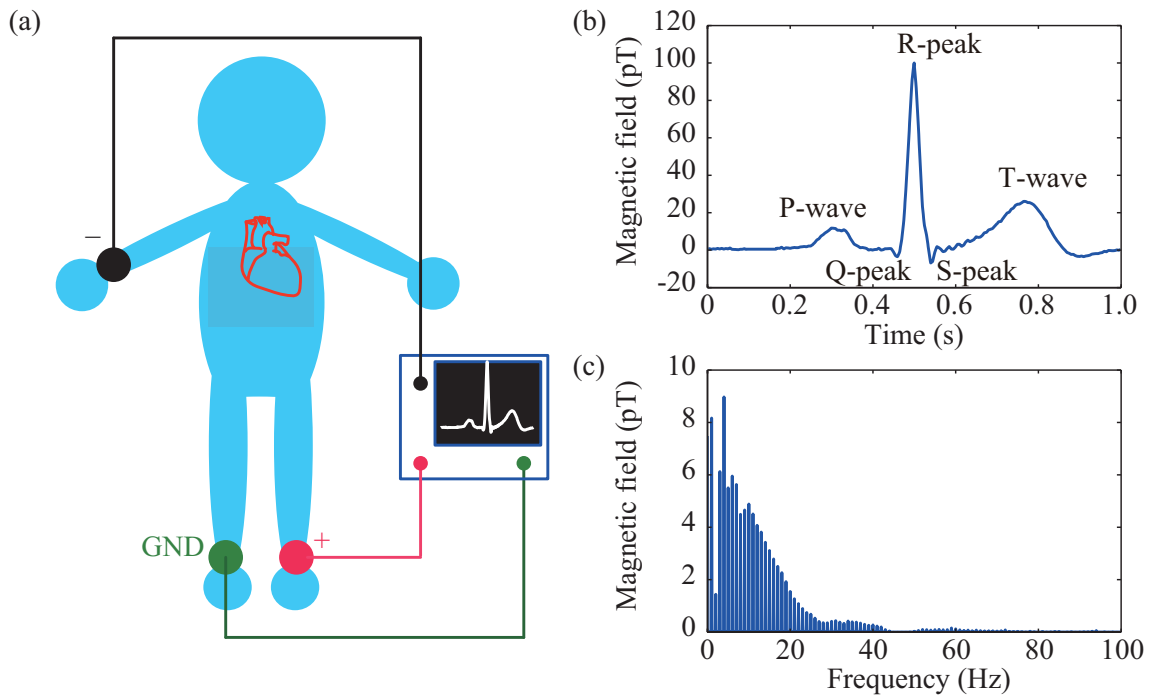 (a)
−
GND
+
(b)
Magnetic field (pT)
120
100
80
60
40
20
0
-20
R-peak
P-wave
T-wave
Q-peak
S-peak
0
0.2
0.4
0.6
0.8
1.0
Time (s)
(c)
Magnetic field (pT)
10
8
6
4
2
0
0
20
40
60
80
100
Frequency (Hz)